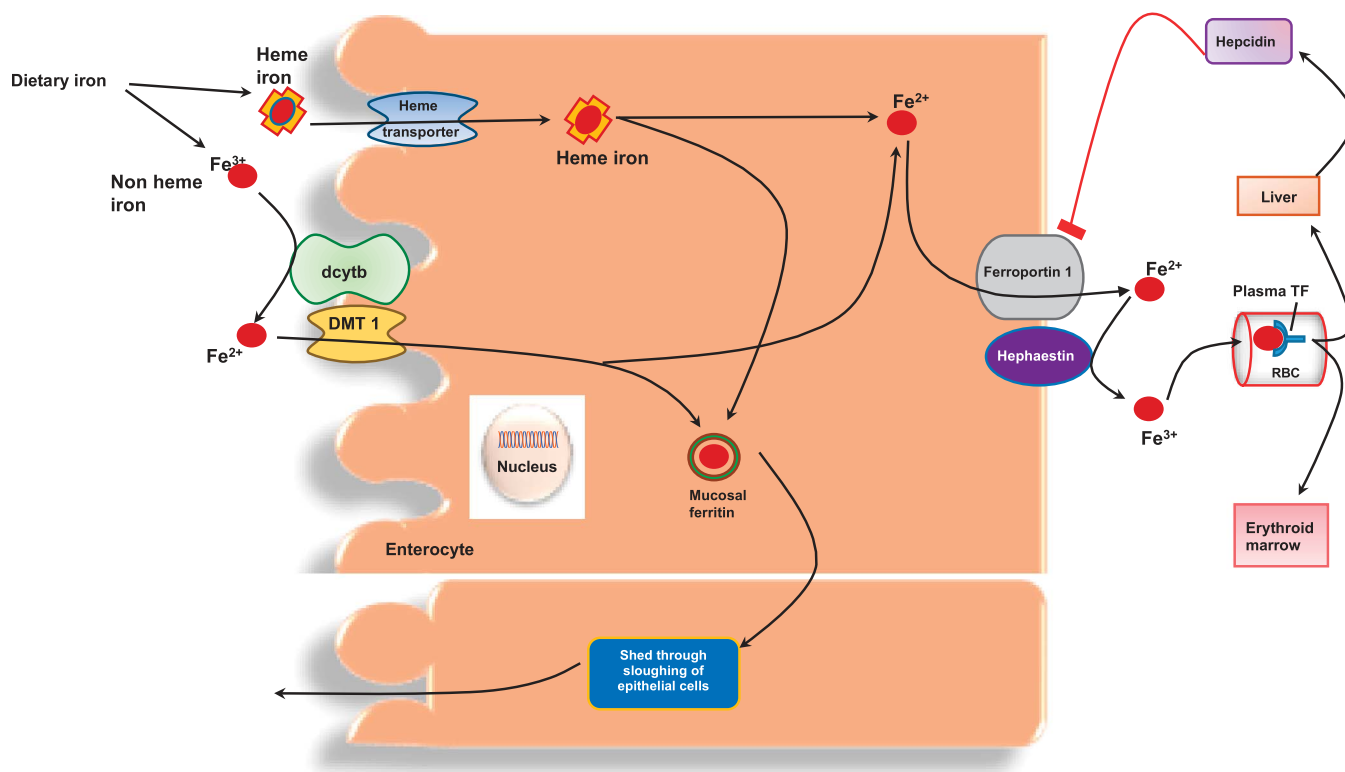 Dietary iron
Heme
iron
Heme
transporter
Heme iron
Fe2+
Hepcidin
Fe3+
Non heme
iron
Liver
dcytb
Ferroportin 1
Fe2+
DMT 1
Fe2+
Plasma TF
Hephaestin
RBC
Fe3+
Nucleus
Mucosal
ferritin
Erythroid
marrow
Enterocyte
Shed through
sloughing of
epithelial cells